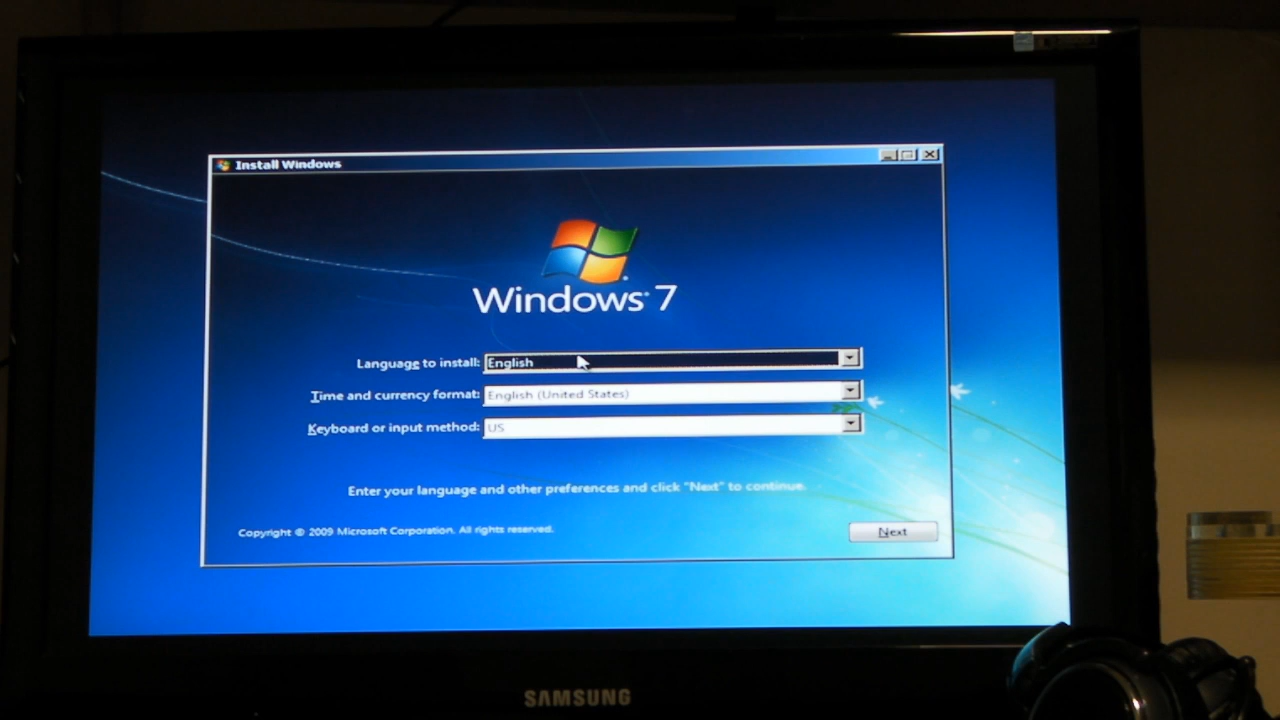 Install Windows
Windows 7
Language to install: English
Time and currency format: English (United States)
Keyboard or input method: US
Enter your language and other preferences and click "Next" to continue.
Copyright © 2009 Microsoft Corporation. All rights reserved.
Next
SAMSUNG